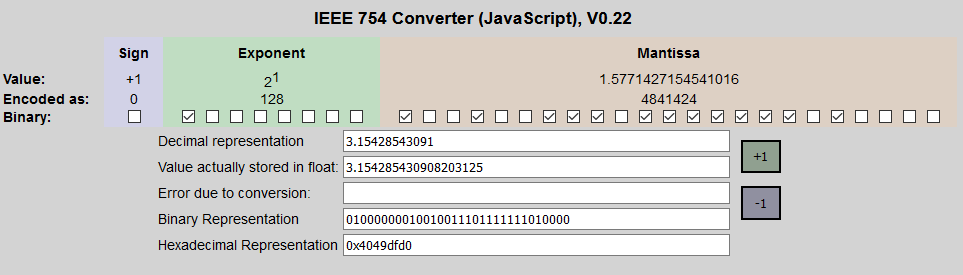 IEEE 754 Converter (JavaScript), V0.22
Sign Exponent Mantissa
Value: +1 2^1 1.5771427154541016
Encoded as: 0 128 4841424
Binary:
Decimal representation 3.15428543091
Value actually stored in float: 3.154285430908203125
+1
Error due to conversion:
-1
Binary Representation 01000000010010011101111111010000
Hexadecimal Representation 0x4049dfd0